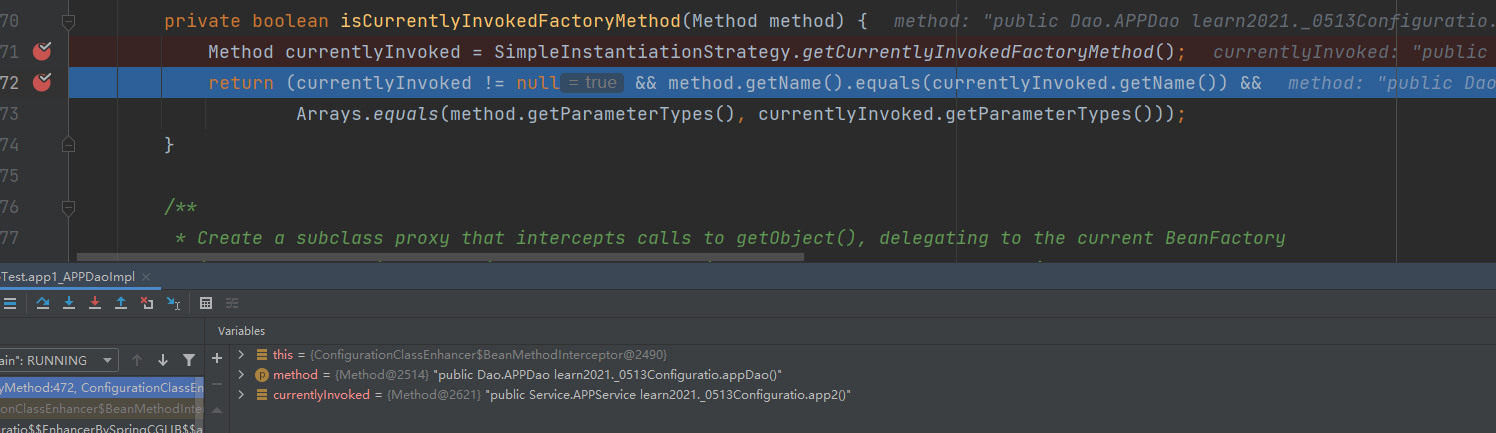 70 private boolean isCurrentlyInvokedFactoryMethod(Method method) { method: "public Dao.APPDao learn2021._0513Configuratio.
71 Method currentlyInvoked = SimpleInstantiationStrategy.getCurrentlyInvokedFactoryMethod(); currentlyInvoked: "public
72 return (currentlyInvoked != null = true && method.getName().equals(currentlyInvoked.getName()) && method: "public Dao
73 Arrays.equals(method.getParameterTypes(), currentlyInvoked.getParameterTypes()));
74 }
75
76 /**
77 * Create a subclass proxy that intercepts calls to getObject(), delegating to the current BeanFactory
Test.app1_APPDaoImpl
Variables
ain": RUNNING
this = {ConfigurationClassEnhancer$BeanMethodInterceptor@2490}
method = {Method@2514} "public Dao.APPDao learn2021._0513Configuratio.appDao()"
currentlyInvoked = {Method@2621} "public Service.APPService learn2021._0513Configuratio.app2()"
yMethod:472, ConfigurationClassEn
onClassEnhancer$BeanMethodInte
ratio$$EnhancerBySpringCGLIB$$a